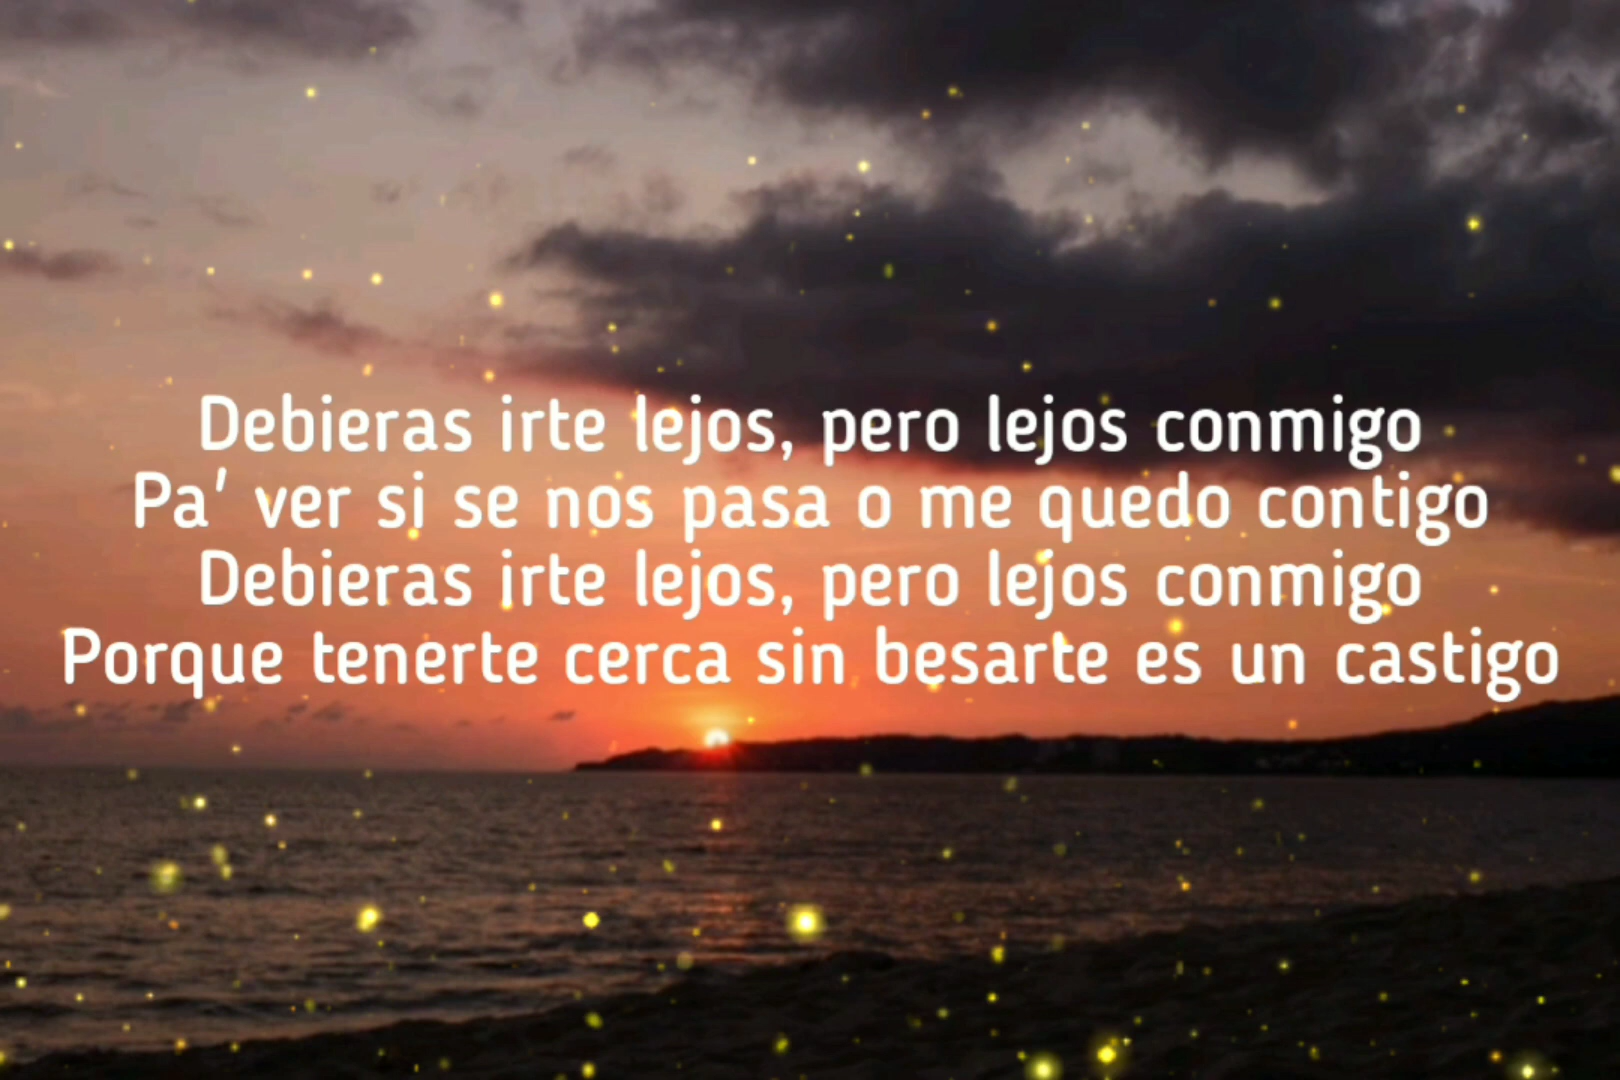 Debieras irte lejos, pero lejos conmigo
Pa' ver si se nos pasa o me quedo contigo
Debieras irte lejos, pero lejos conmigo
Porque tenerte cerca sin besarte es un castigo